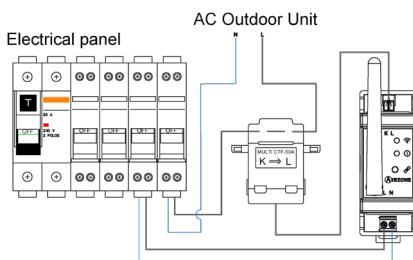 AC Outdoor Unit
Electrical panel
N L
T
25 A
230 V
2 POLOS
OFF OFF OFF OFF OFF
MULTI CTF-50A
K ⇒ L
K L
AIRZONE
L N